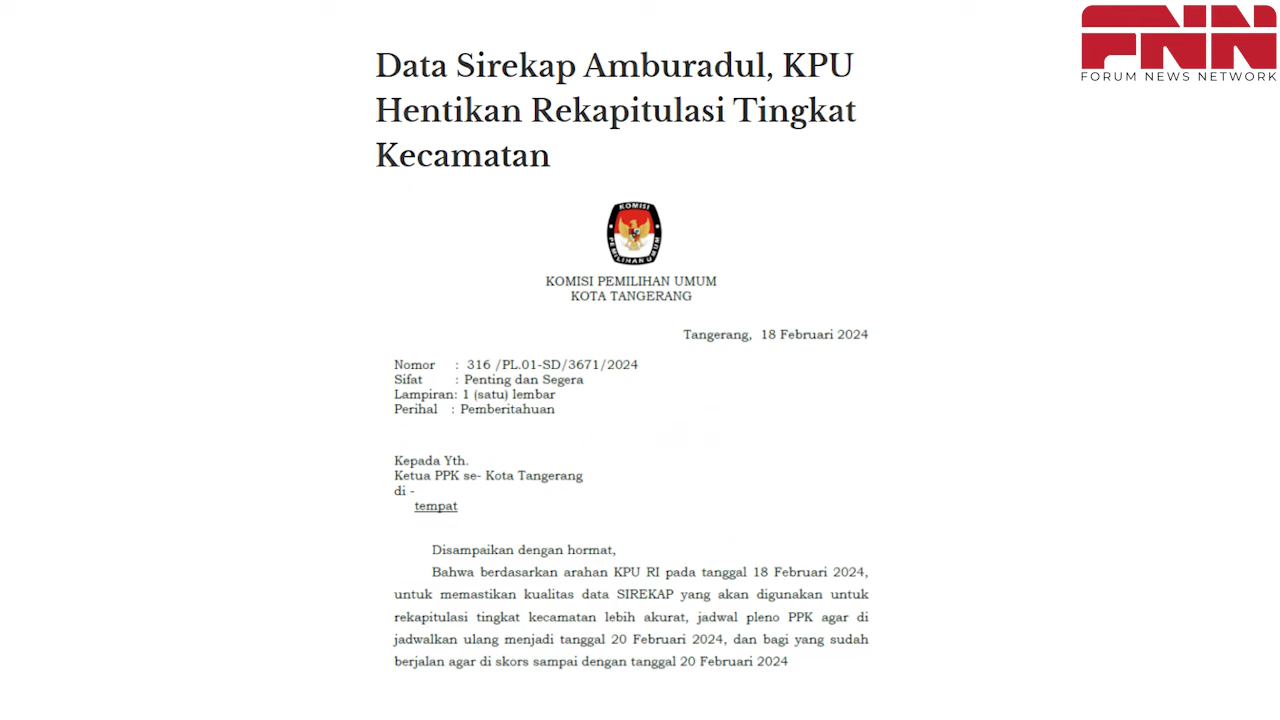 FNN
FORUM NEWS NETWORK
Data Sirekap Amburadul, KPU
Hentikan Rekapitulasi Tingkat
Kecamatan
KOMISI
PEMILIHAN UMUM
KOMISI PEMILIHAN UMUM
KOTA TANGERANG
Tangerang, 18 Februari 2024
Nomor : 316 /PL.01-SD/3671/2024
Sifat : Penting dan Segera
Lampiran: 1 (satu) lembar
Perihal : Pemberitahuan
Kepada Yth.
Ketua PPK se- Kota Tangerang
di -
tempat
Disampaikan dengan hormat,
Bahwa berdasarkan arahan KPU RI pada tanggal 18 Februari 2024,
untuk memastikan kualitas data SIREKAP yang akan digunakan untuk
rekapitulasi tingkat kecamatan lebih akurat, jadwal pleno PPK agar di
jadwalkan ulang menjadi tanggal 20 Februari 2024, dan bagi yang sudah
berjalan agar di skors sampai dengan tanggal 20 Februari 2024